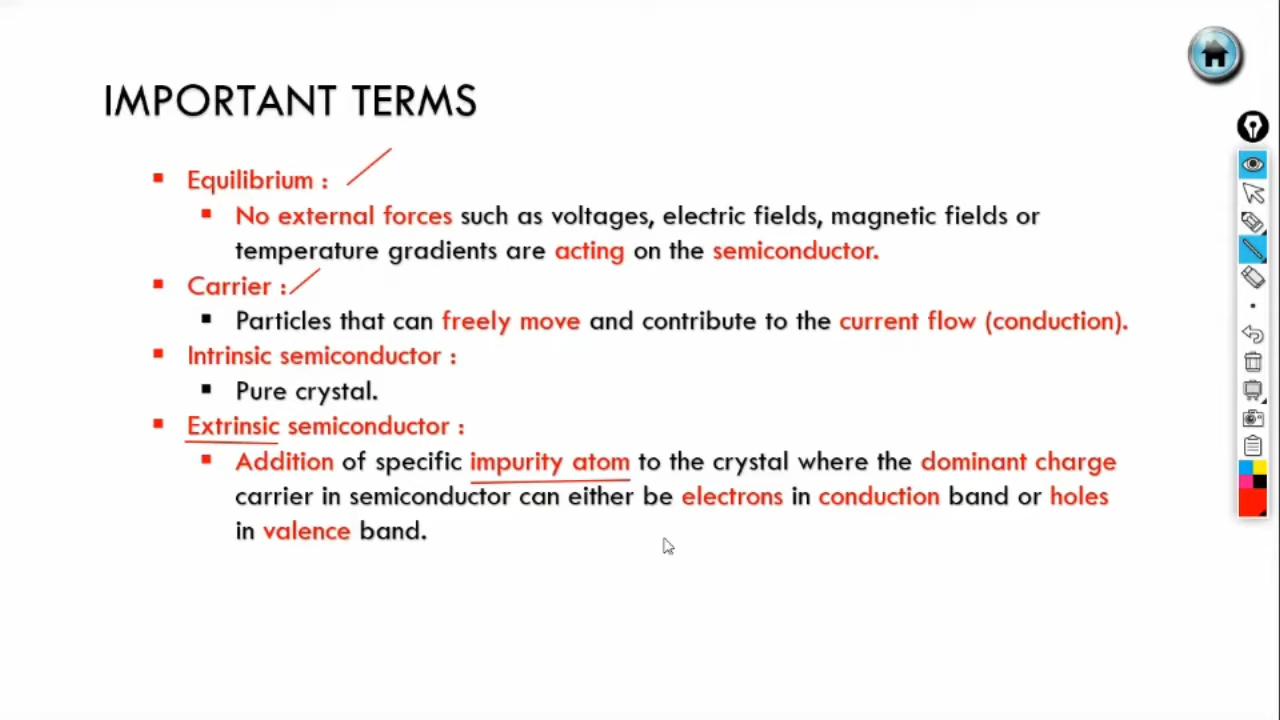 IMPORTANT TERMS
Equilibrium :
No external forces such as voltages, electric fields, magnetic fields or
temperature gradients are acting on the semiconductor.
Carrier :
Particles that can freely move and contribute to the current flow (conduction).
Intrinsic semiconductor :
Pure crystal.
Extrinsic semiconductor :
Addition of specific impurity atom to the crystal where the dominant charge
carrier in semiconductor can either be electrons in conduction band or holes
in valence band.